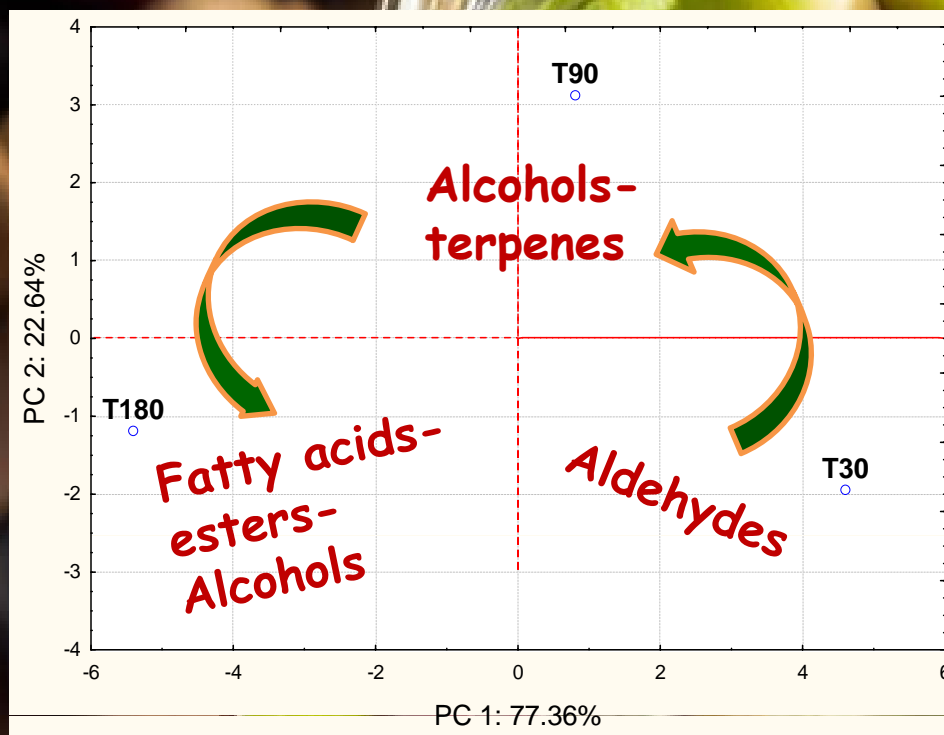 4
3
2
1
0
-1
-2
-3
-4
PC 2: 22.64%
T90
Alcohols-
terpenes
T180
Fatty acids-
esters-
Alcohols
Aldehydes
T30
-6 -4 -2 0 2 4 6
PC 1: 77.36%